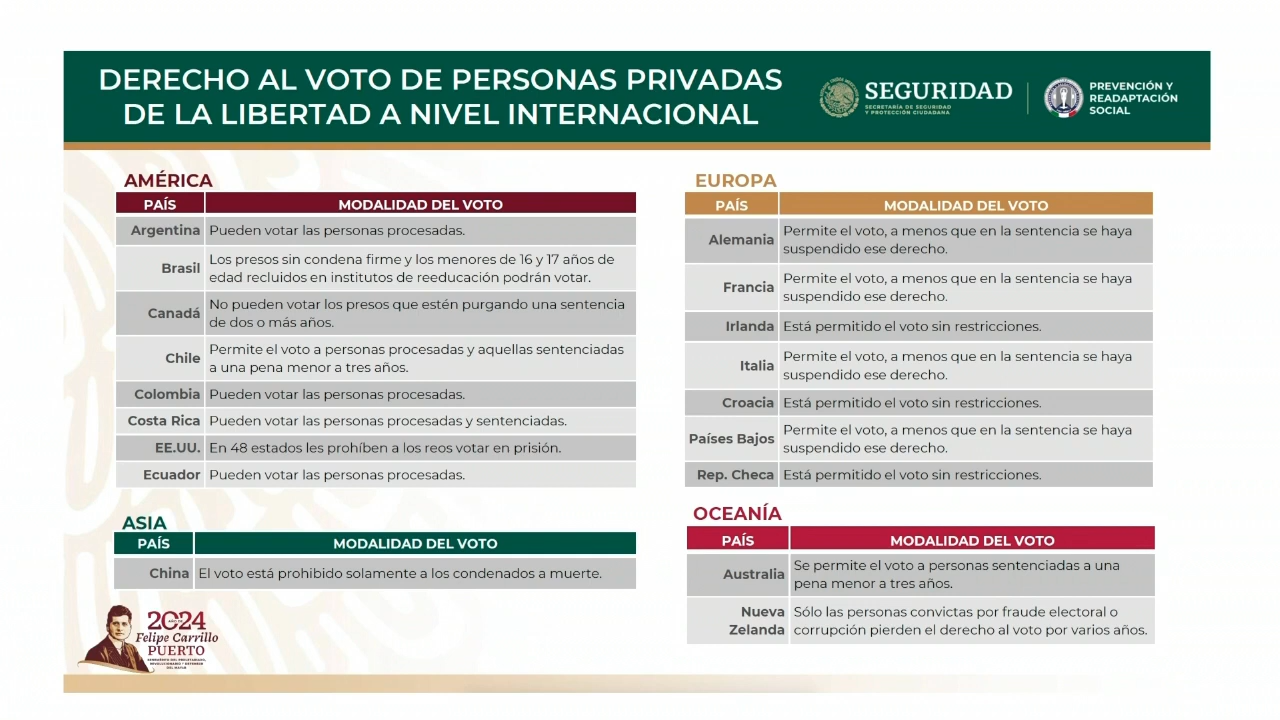 DERECHO AL VOTO DE PERSONAS PRIVADAS
DE LA LIBERTAD A NIVEL INTERNACIONAL
SEGURIDAD
SECRETARÍA DE SEGURIDAD
Y PROTECCIÓN CIUDADANA
PREVENCIÓN Y
READAPTACIÓN
SOCIAL
AMÉRICA
PAÍS MODALIDAD DEL VOTO
Argentina Pueden votar las personas procesadas.
Brasil Los presos sin condena firme y los menores de 16 y 17 años de
edad recluidos en institutos de reeducación podrán votar.
Canadá No pueden votar los presos que estén purgando una sentencia
de dos o más años.
Chile Permite el voto a personas procesadas y aquellas sentenciadas
a una pena menor a tres años.
Colombia Pueden votar las personas procesadas.
Costa Rica Pueden votar las personas procesadas y sentenciadas.
EE.UU. En 48 estados les prohíben a los reos votar en prisión.
Ecuador Pueden votar las personas procesadas.
ASIA
PAÍS MODALIDAD DEL VOTO
China El voto está prohibido solamente a los condenados a muerte.
EUROPA
PAÍS MODALIDAD DEL VOTO
Alemania Permite el voto, a menos que en la sentencia se haya
suspendido ese derecho.
Francia Permite el voto, a menos que en la sentencia se haya
suspendido ese derecho.
Irlanda Está permitido el voto sin restricciones.
Italia Permite el voto, a menos que en la sentencia se haya
suspendido ese derecho.
Croacia Está permitido el voto sin restricciones.
Países Bajos Permite el voto, a menos que en la sentencia se haya
suspendido ese derecho.
Rep. Checa Está permitido el voto sin restricciones.
OCEANÍA
PAÍS MODALIDAD DEL VOTO
Australia Se permite el voto a personas sentenciadas a una
pena menor a tres años.
Nueva Zelanda Sólo las personas convictas por fraude electoral o
corrupción pierden el derecho al voto por varios años.
2024
Felipe Carrillo
PUERTO